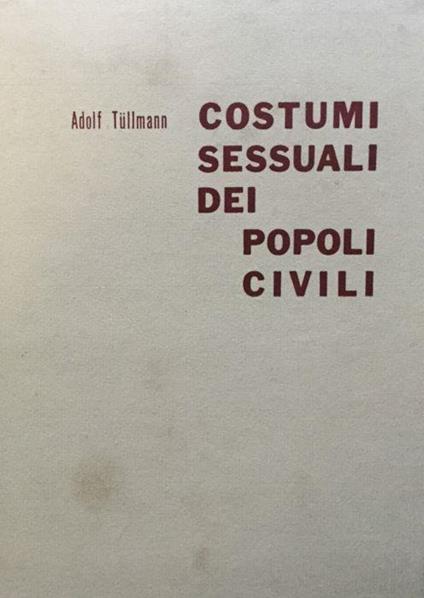 Adolf Tüllmann
COSTUMI
SESSUALI
DEI
POPOLI
CIVILI